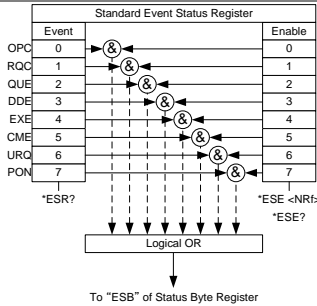 Standard Event Status Register
Event Enable
OPC 0 & 0
RQC 1 & 1
QUE 2 & 2
DDE 3 & 3
EXE 4 & 4
CME 5 & 5
URQ 6 & 6
PON 7 & 7
*ESR? *ESE <NRf>
*ESE?
Logical OR
To “ESB” of Status Byte Register